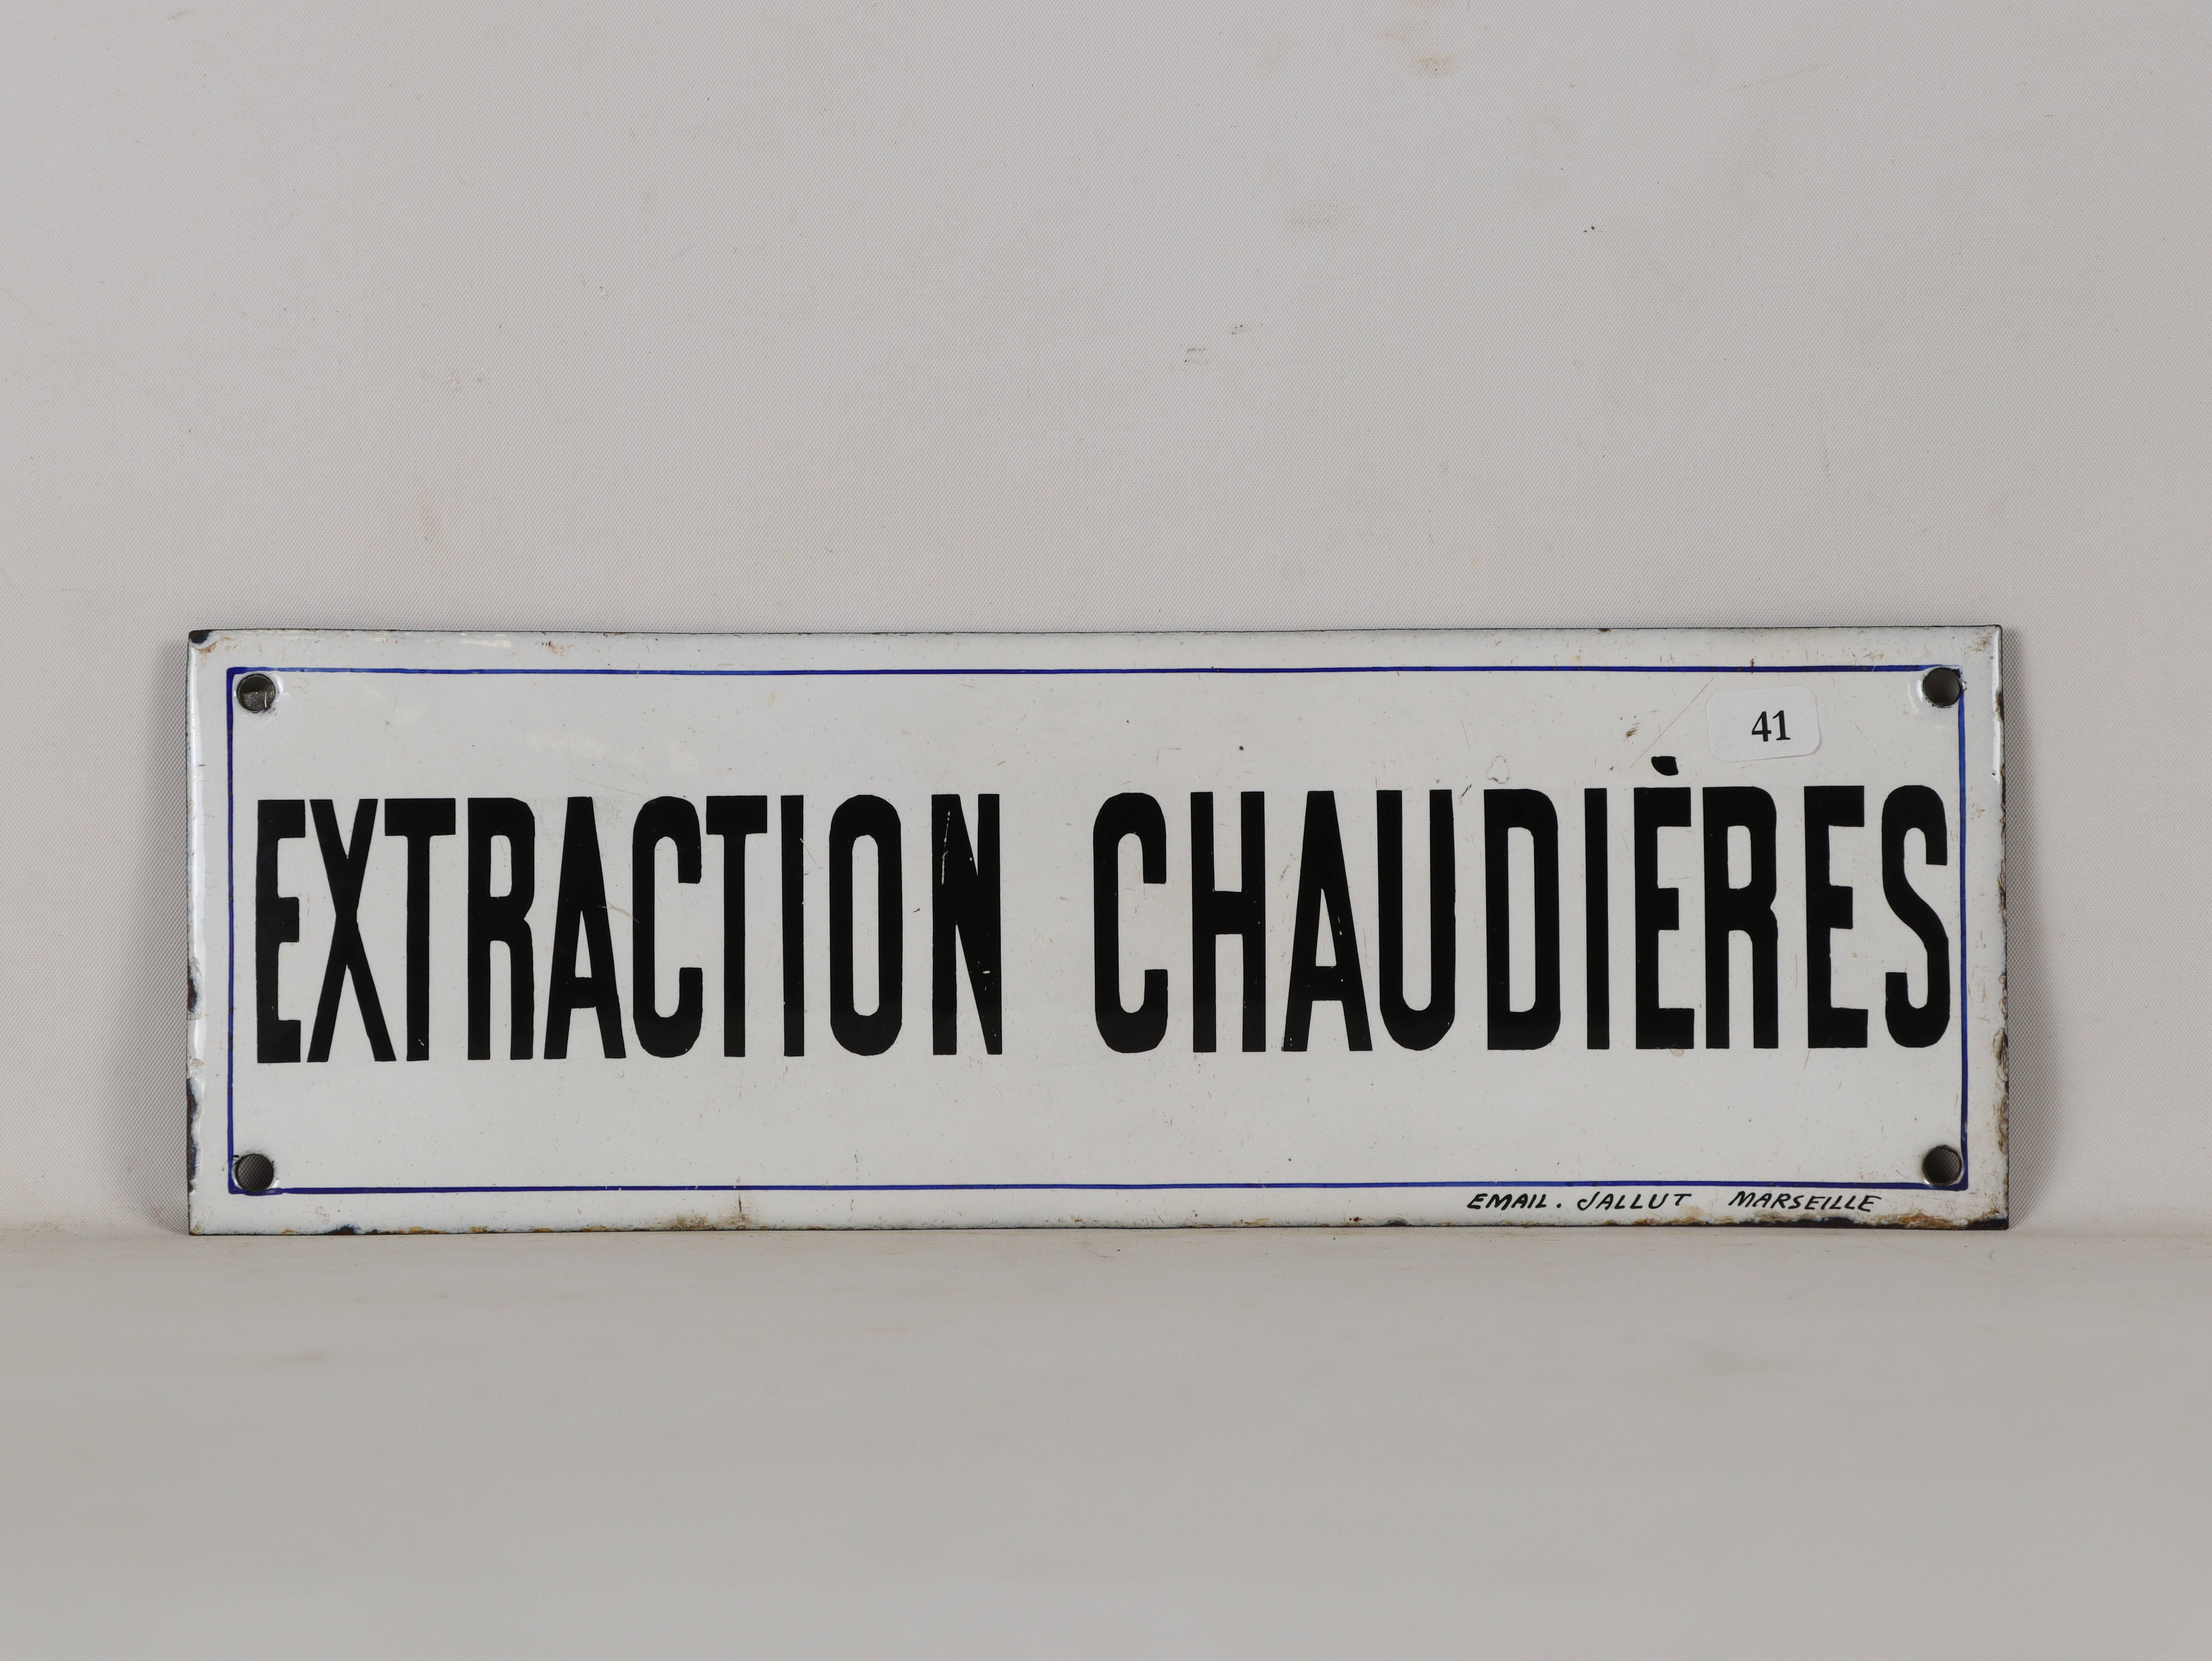 41
EXTRACTION CHAUDIÈRES
EMAIL. JALLUT MARSEILLE